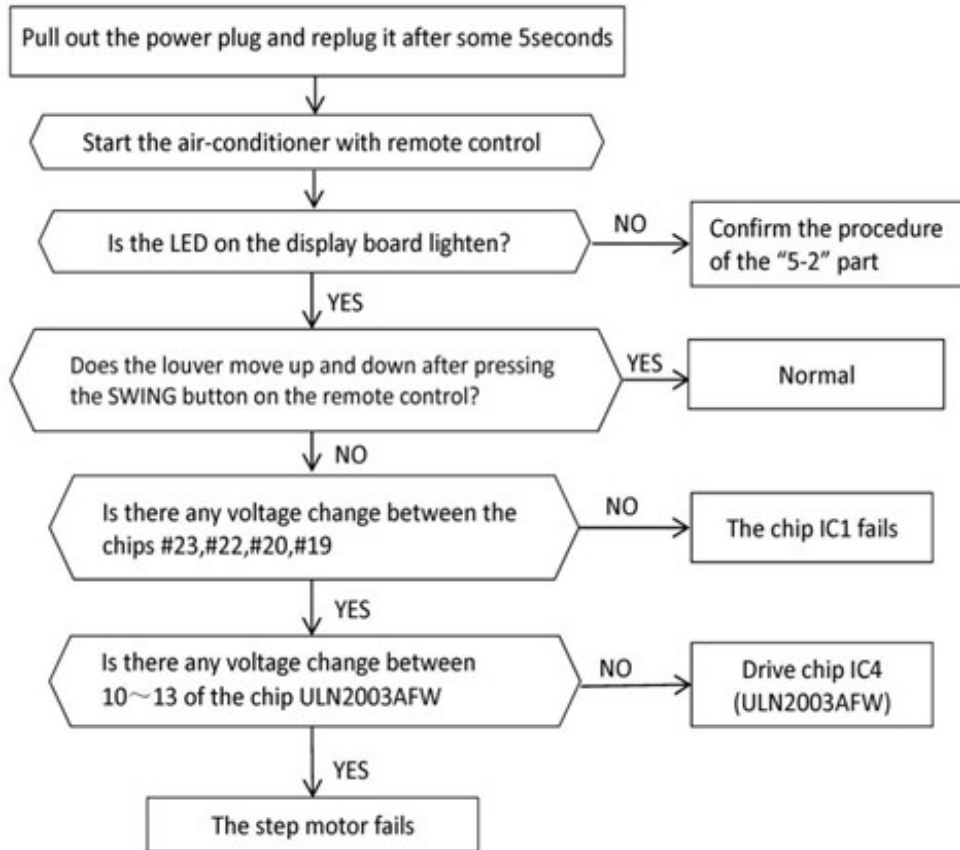 Pull out the power plug and replug it after some 5seconds
Start the air-conditioner with remote control
Is the LED on the display board lighten?
NO
Confirm the procedure
of the “5-2” part
YES
Does the louver move up and down after pressing
the SWING button on the remote control?
YES
Normal
NO
Is there any voltage change between the
chips #23,#22,#20,#19
NO
The chip IC1 fails
YES
Is there any voltage change between
10～13 of the chip ULN2003AFW
NO
Drive chip IC4
(ULN2003AFW)
YES
The step motor fails